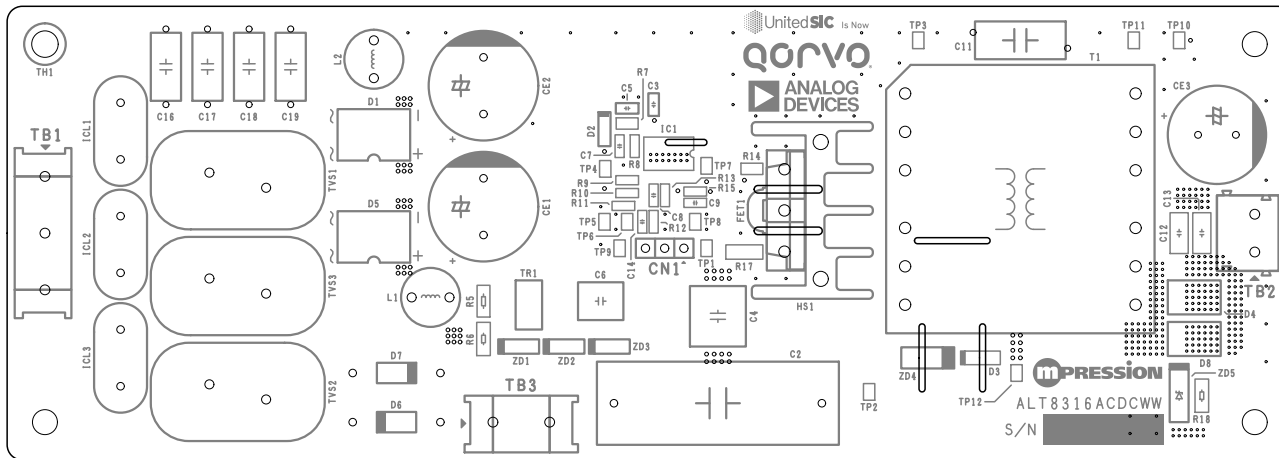 UnitedSiC Is Now
QORVO
ANALOG
DEVICES
TH1
C16
C17
C18
C19
L2
CE2
D1
R7
C5
C3
D2
IC1
C7
R8
TP4
TP7
R14
TP3
C11
TP11
TP10
T1
CE3
TB1
ICL1
TVS1
R9
R10
R11
R13
R15
C9
C8
R12
TP5
TP6
TP8
TP9
C14
CN1
TP1
FET1
R17
HS1
D5
CE1
ICL2
TVS3
L1
R5
R6
TR1
C6
C4
C13
C12
TB2
D4
ICL3
TVS2
D7
D6
ZD1
ZD2
ZD3
TB3
C2
TP2
ZD4
D3
TP12
D8
ZD5
R18
mPRESSION
ALT8316ACDCWW
S/N